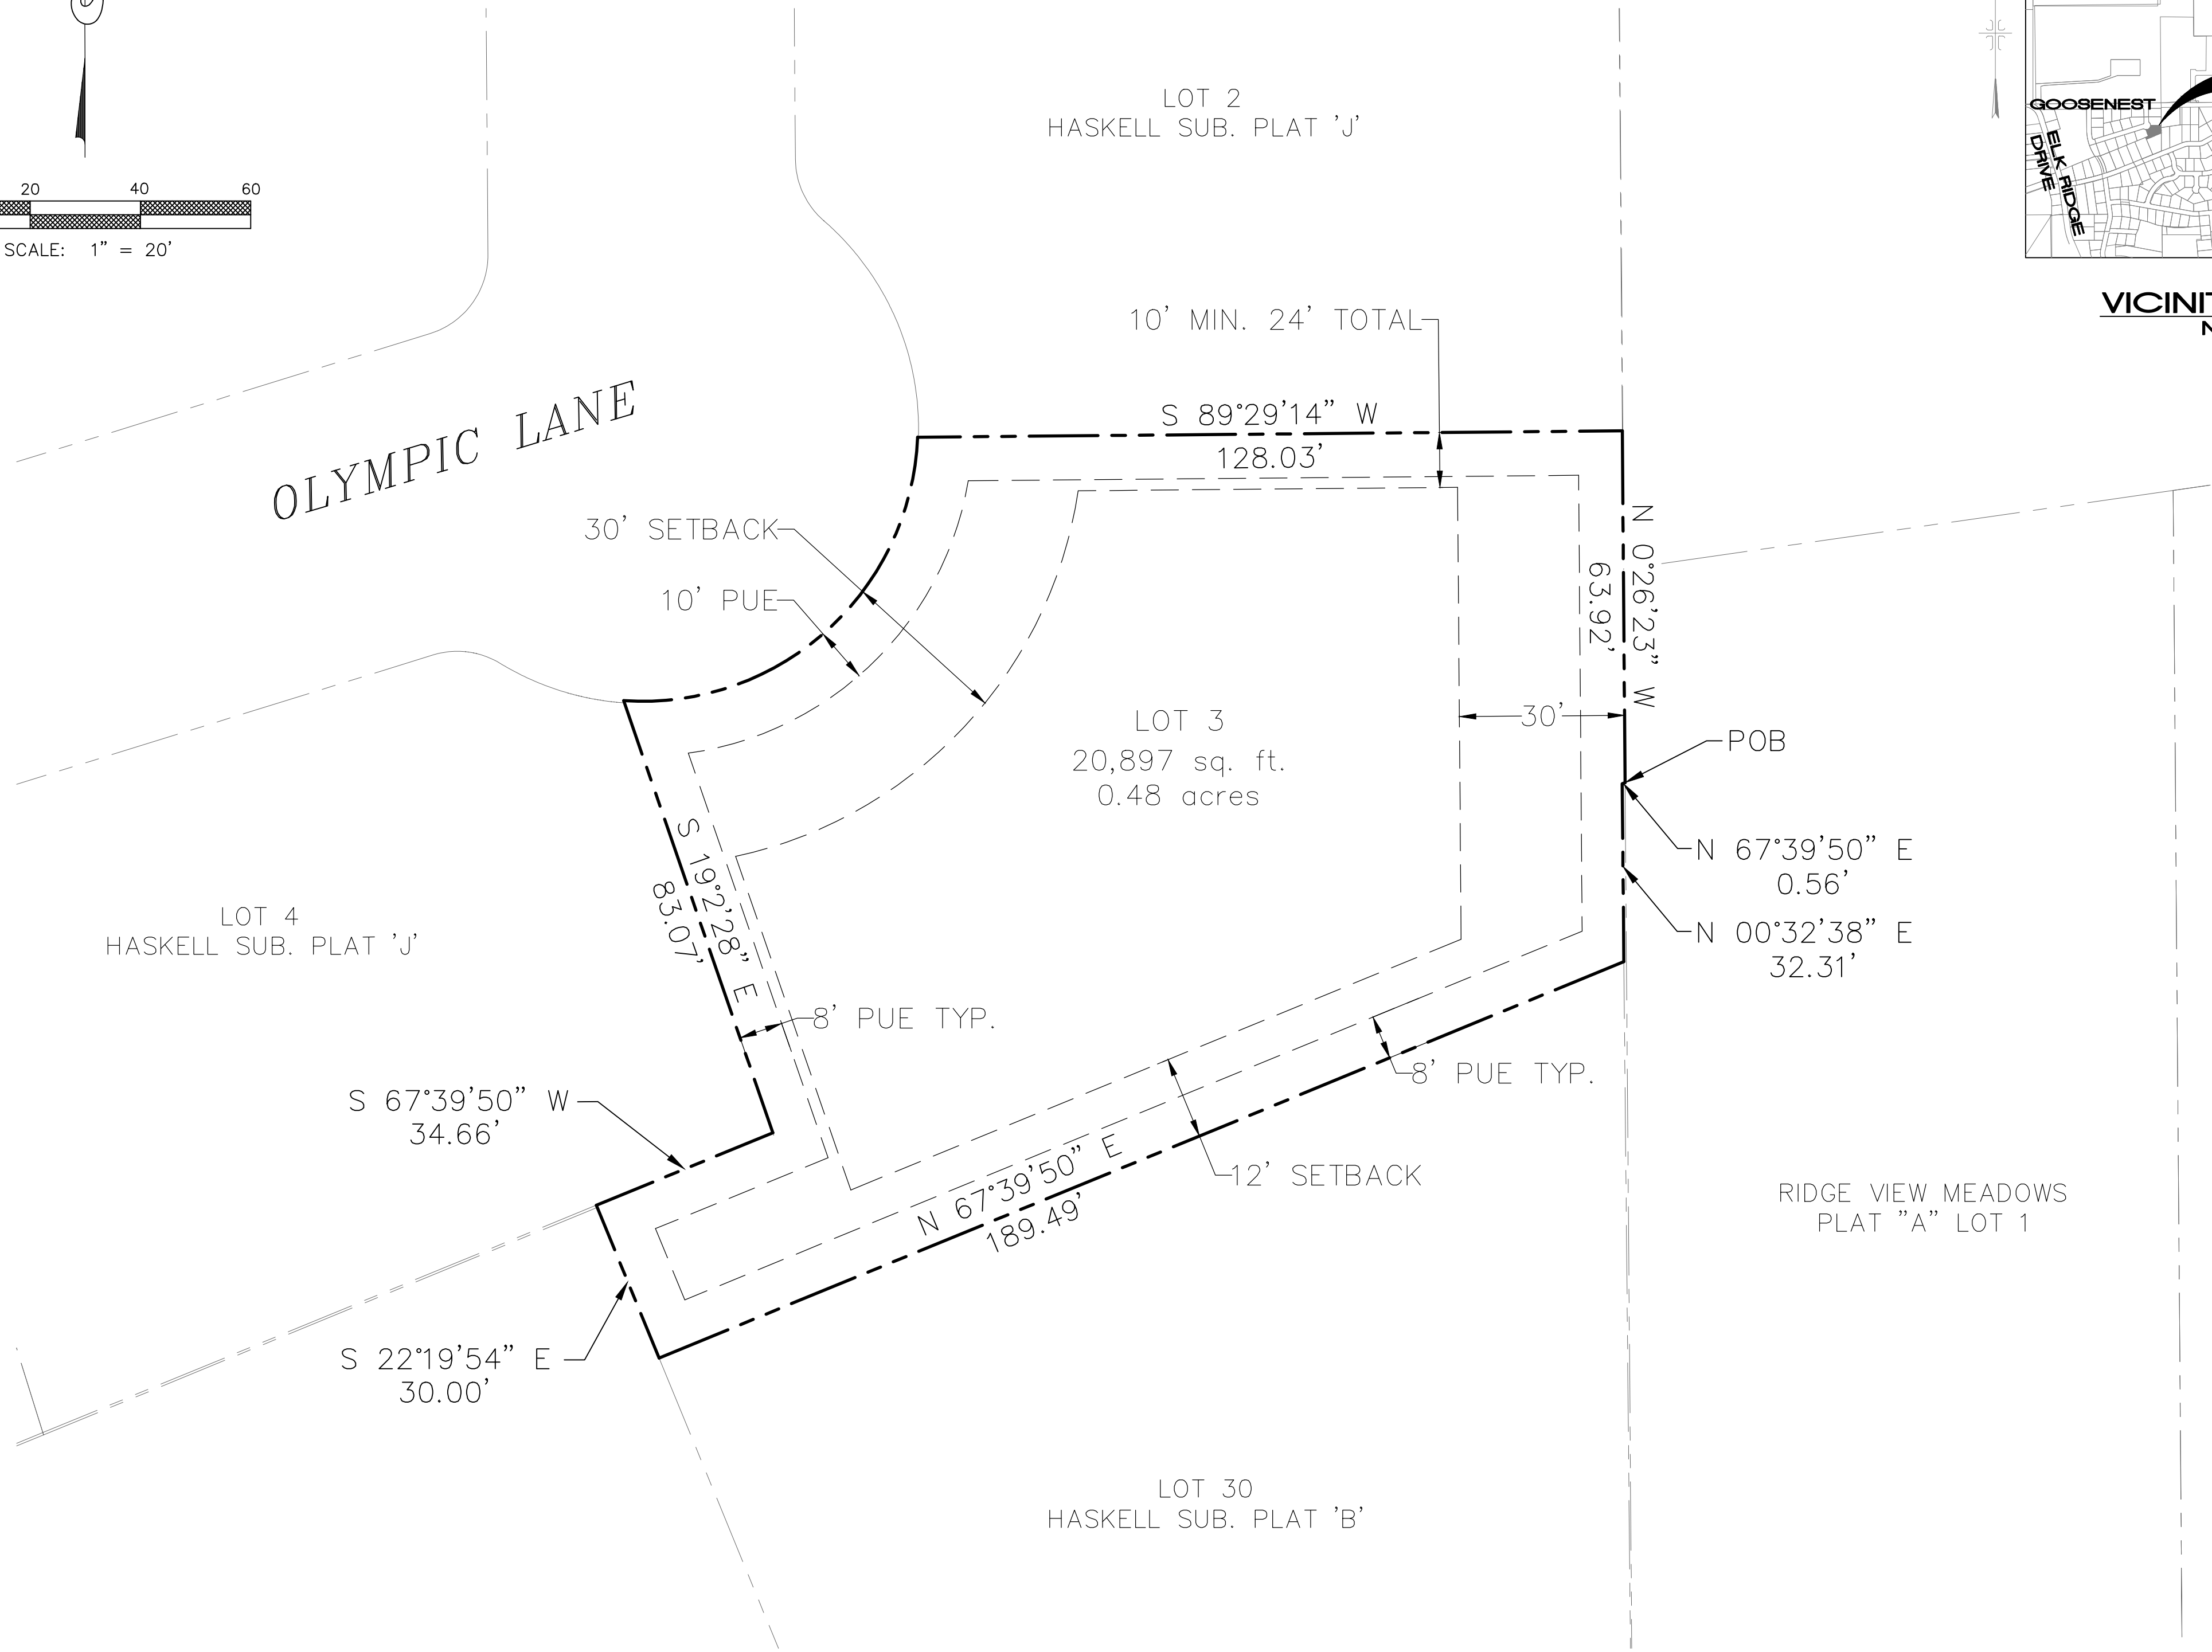 LOT 2
HASKELL SUB. PLAT 'J'
GOOSENEST
ELK RIDGE
DRIVE
20 40 60
SCALE: 1" = 20'
10' MIN. 24' TOTAL
OLYMPIC LANE
S 89°29'14" W
128.03'
30' SETBACK
10' PUE
N 0°26'23" W
63.92'
30'
LOT 3
20,897 sq. ft.
0.48 acres
POB
N 67°39'50" E
0.56'
N 00°32'38" E
32.31'
S 19°2'28" E
83.07'
LOT 4
HASKELL SUB. PLAT 'J'
8' PUE TYP.
8' PUE TYP.
S 67°39'50" W
34.66'
12' SETBACK
N 67°39'50" E
189.49'
RIDGE VIEW MEADOWS
PLAT "A" LOT 1
S 22°19'54" E
30.00'
LOT 30
HASKELL SUB. PLAT 'B'